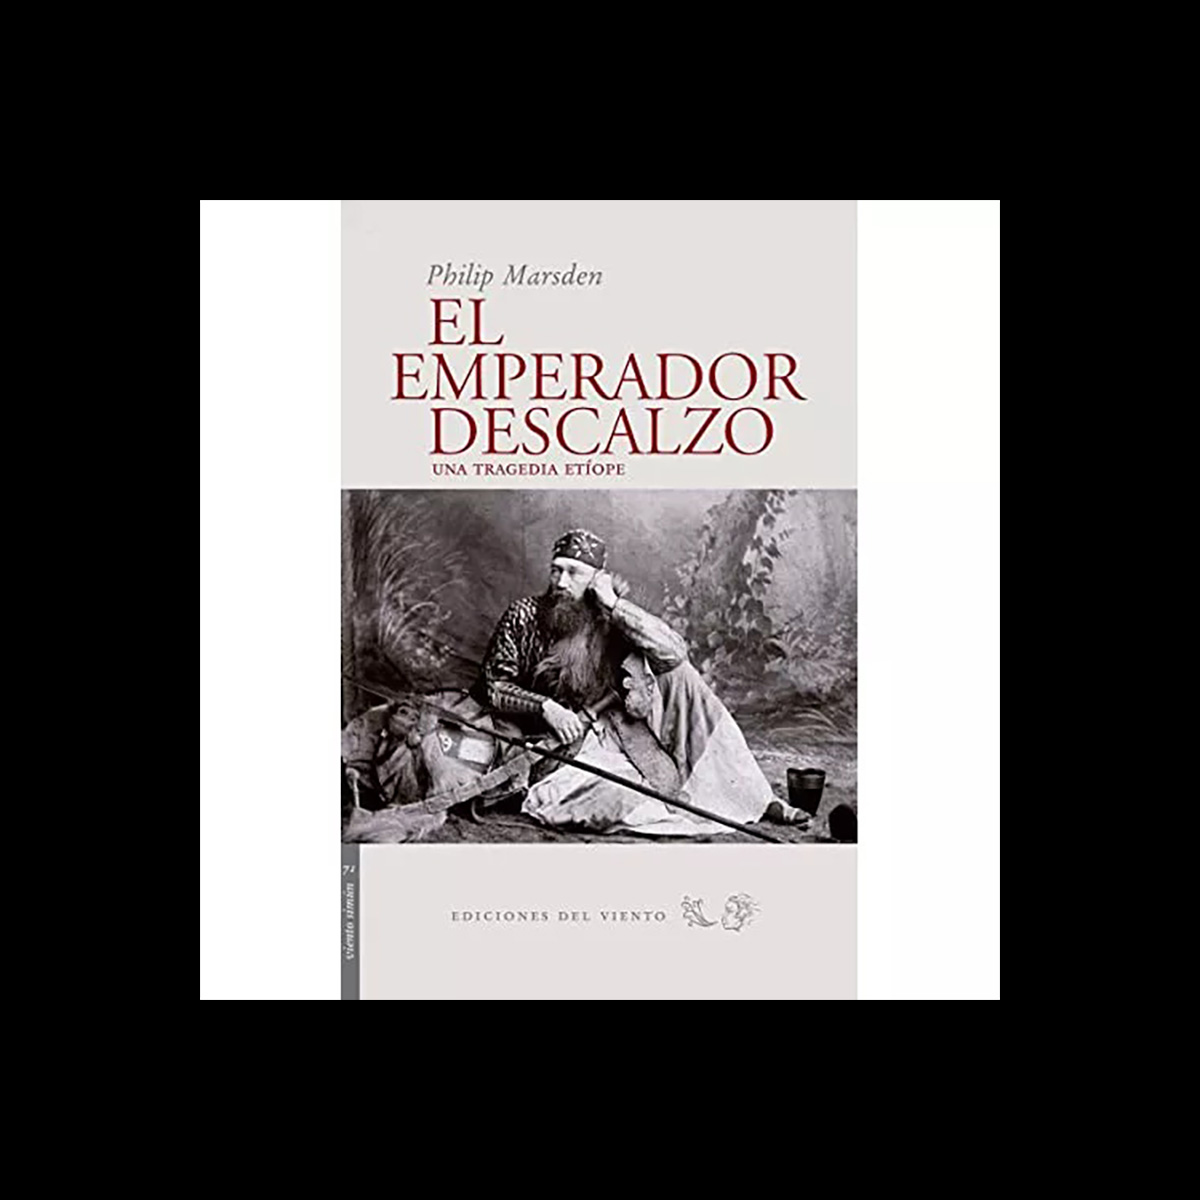 Philip Marsden
EL
EMPERADOR
DESCALZO
UNA TRAGEDIA ETÍOPE
viento simún 71
EDICIONES DEL VIENTO